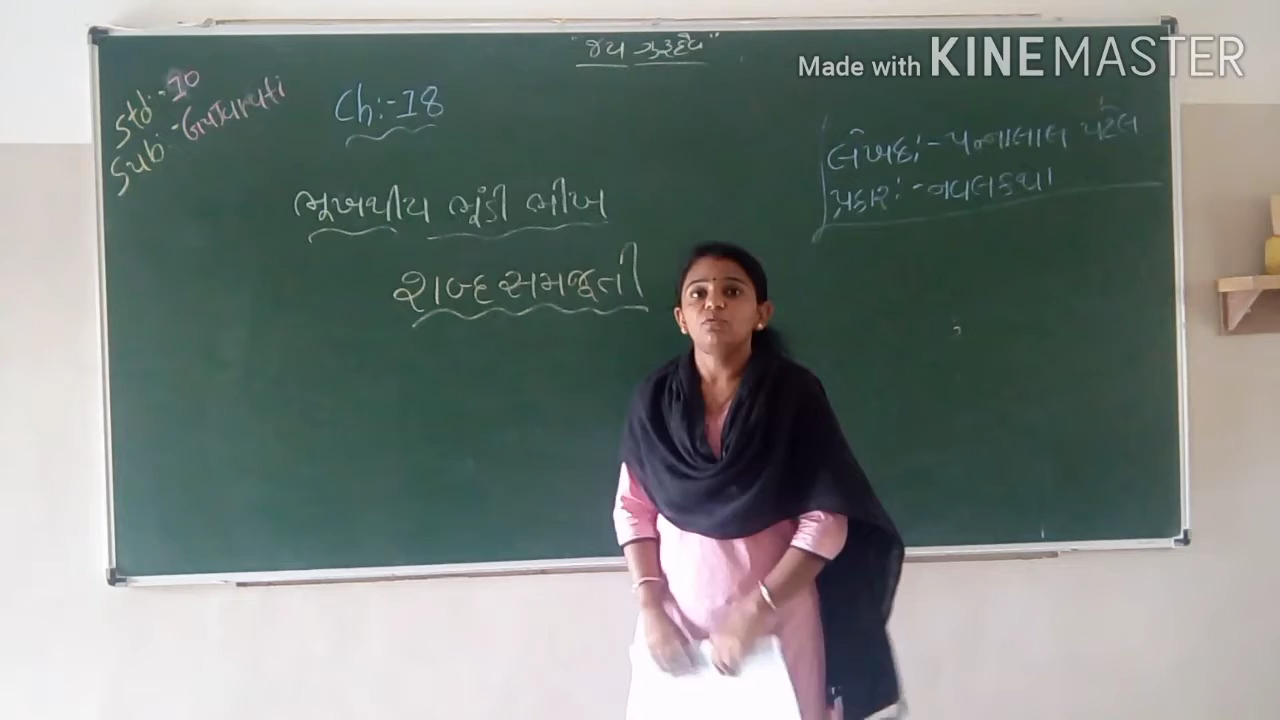 "જય ગુરૂદેવ"
Made with KINEMASTER
Std:-10
Sub:-Gujarati
Ch:-18
લેખક:-પન્નાલાલ પટેલ
પ્રકાર:-નવલકથા
ભૂખથીય ભૂંડી ભીખ
શબ્દસમજૂતી